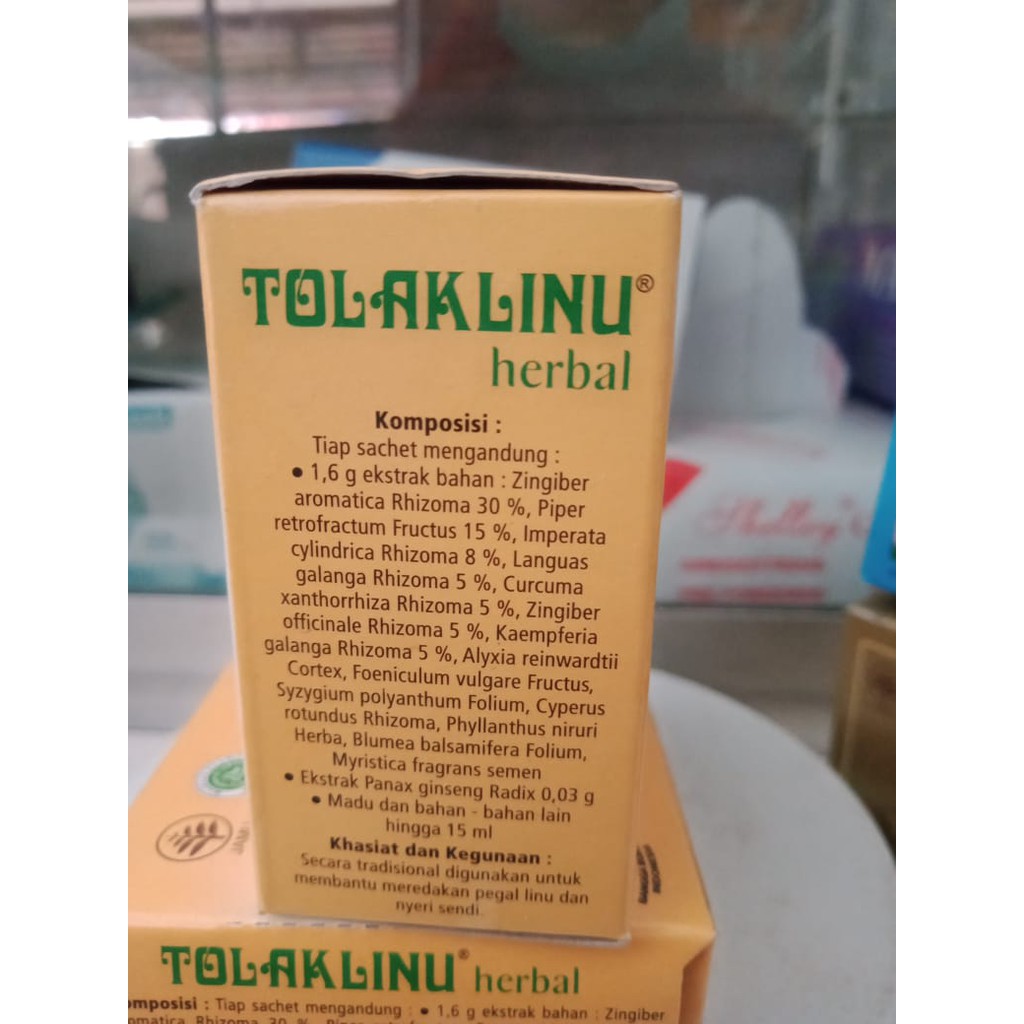 TOLAKLINU®
herbal
Komposisi :
Tiap sachet mengandung :
• 1,6 g ekstrak bahan : Zingiber
aromatica Rhizoma 30 %, Piper
retrofractum Fructus 15 %, Imperata
cylindrica Rhizoma 8 %, Languas
galanga Rhizoma 5 %, Curcuma
xanthorrhiza Rhizoma 5 %, Zingiber
officinale Rhizoma 5 %, Kaempferia
galanga Rhizoma 5 %, Alyxia reinwardtii
Cortex, Foeniculum vulgare Fructus,
Syzygium polyanthum Folium, Cyperus
rotundus Rhizoma, Phyllanthus niruri
Herba, Blumea balsamifera Folium,
Myristica fragrans semen
• Ekstrak Panax ginseng Radix 0,03 g
• Madu dan bahan - bahan lain
hingga 15 ml
Khasiat dan Kegunaan :
Secara tradisional digunakan untuk
membantu meredakan pegal linu dan
nyeri sendi.
TOLAKLINU® herbal
Tiap sachet mengandung : • 1,6 g ekstrak bahan : Zingiber
Rhizoma 30 %,